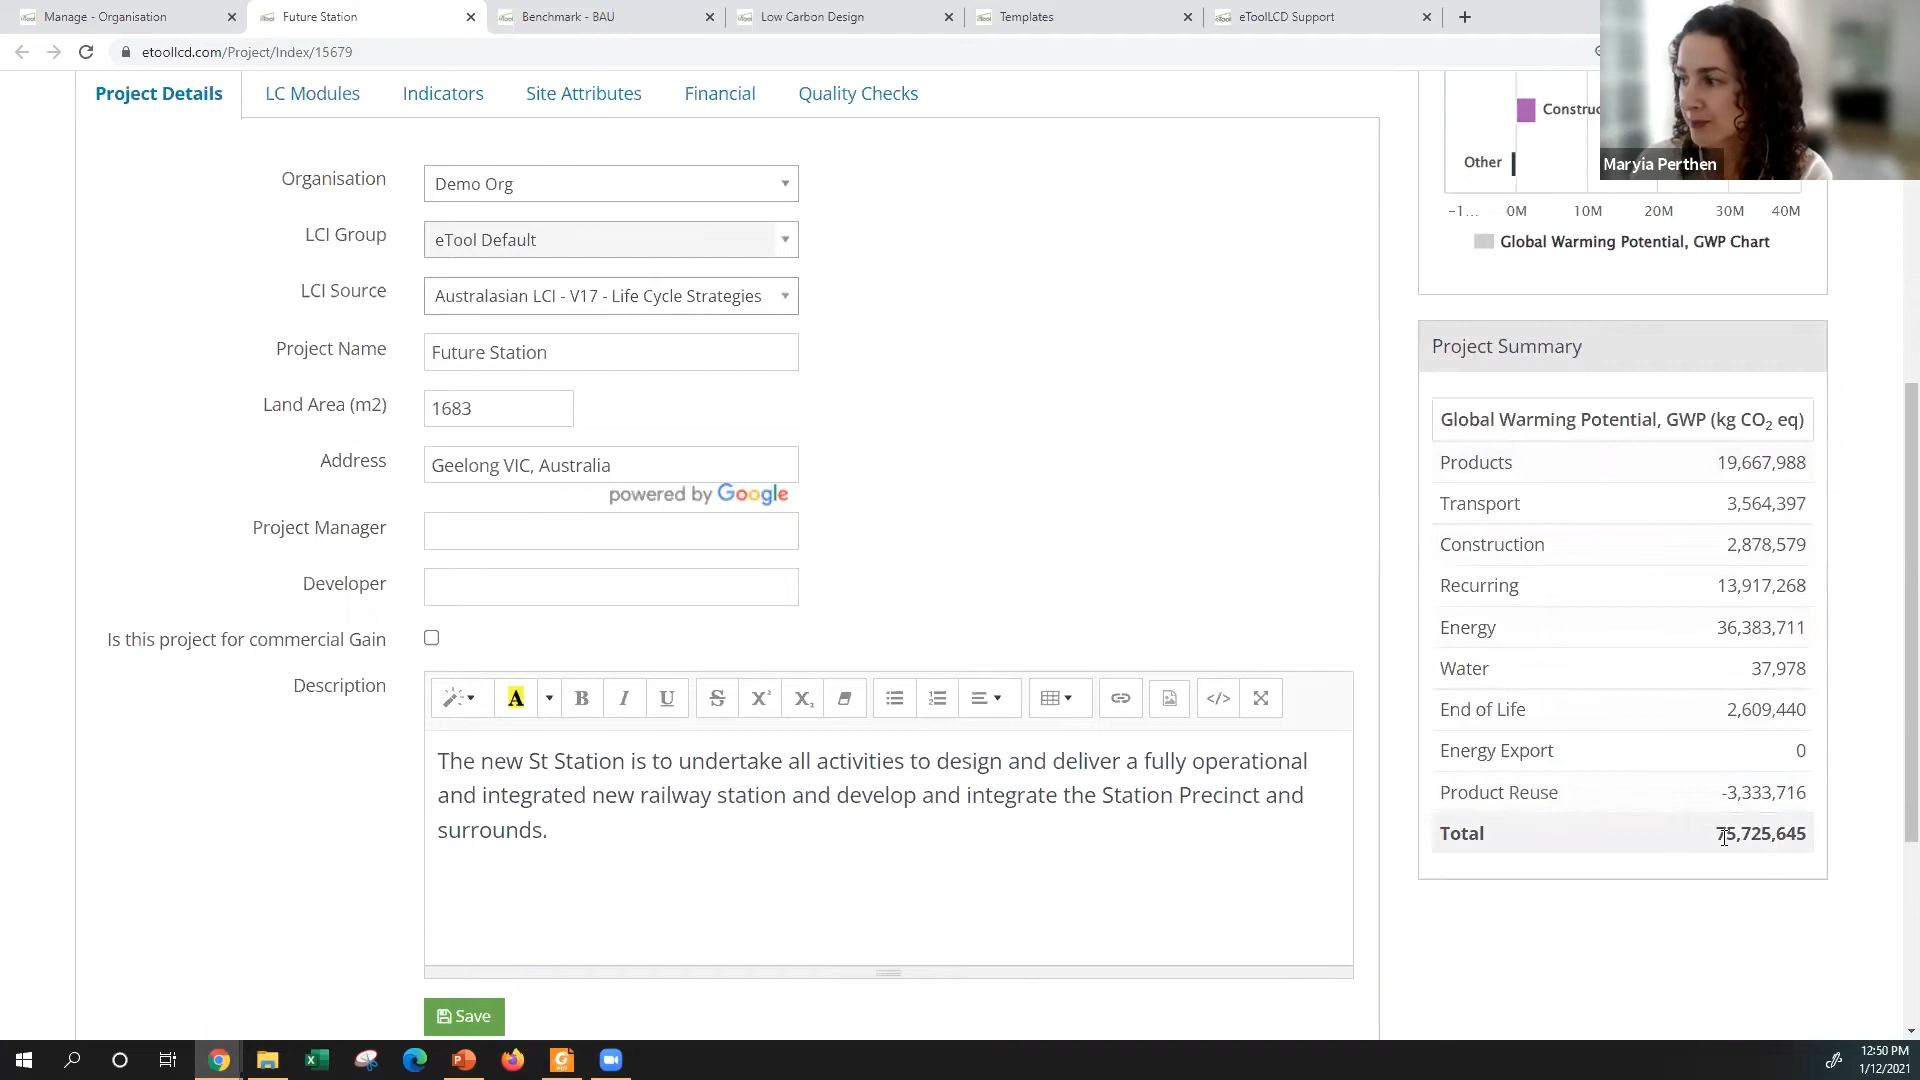 Manage - Organisation
Future Station
Benchmark - BAU
Low Carbon Design
Templates
eToolLCD Support
etoollcd.com/Project/Index/15679
Project Details
LC Modules
Indicators
Site Attributes
Financial
Quality Checks
Organisation
Demo Org
LCI Group
eTool Default
LCI Source
Australasian LCI - V17 - Life Cycle Strategies
Project Name
Future Station
Land Area (m2)
1683
Address
Geelong VIC, Australia
powered by Google
Project Manager
Developer
Is this project for commercial Gain
Description
The new St Station is to undertake all activities to design and deliver a fully operational
and integrated new railway station and develop and integrate the Station Precinct and
surrounds.
Save
Construc
Other
−1... 0M 10M 20M 30M 40M
Global Warming Potential, GWP Chart
Maryia Perthen
Project Summary
Global Warming Potential, GWP (kg CO₂ eq)
Products 19,667,988
Transport 3,564,397
Construction 2,878,579
Recurring 13,917,268
Energy 36,383,711
Water 37,978
End of Life 2,609,440
Energy Export 0
Product Reuse -3,333,716
Total 75,725,645
12:50 PM
1/12/2021